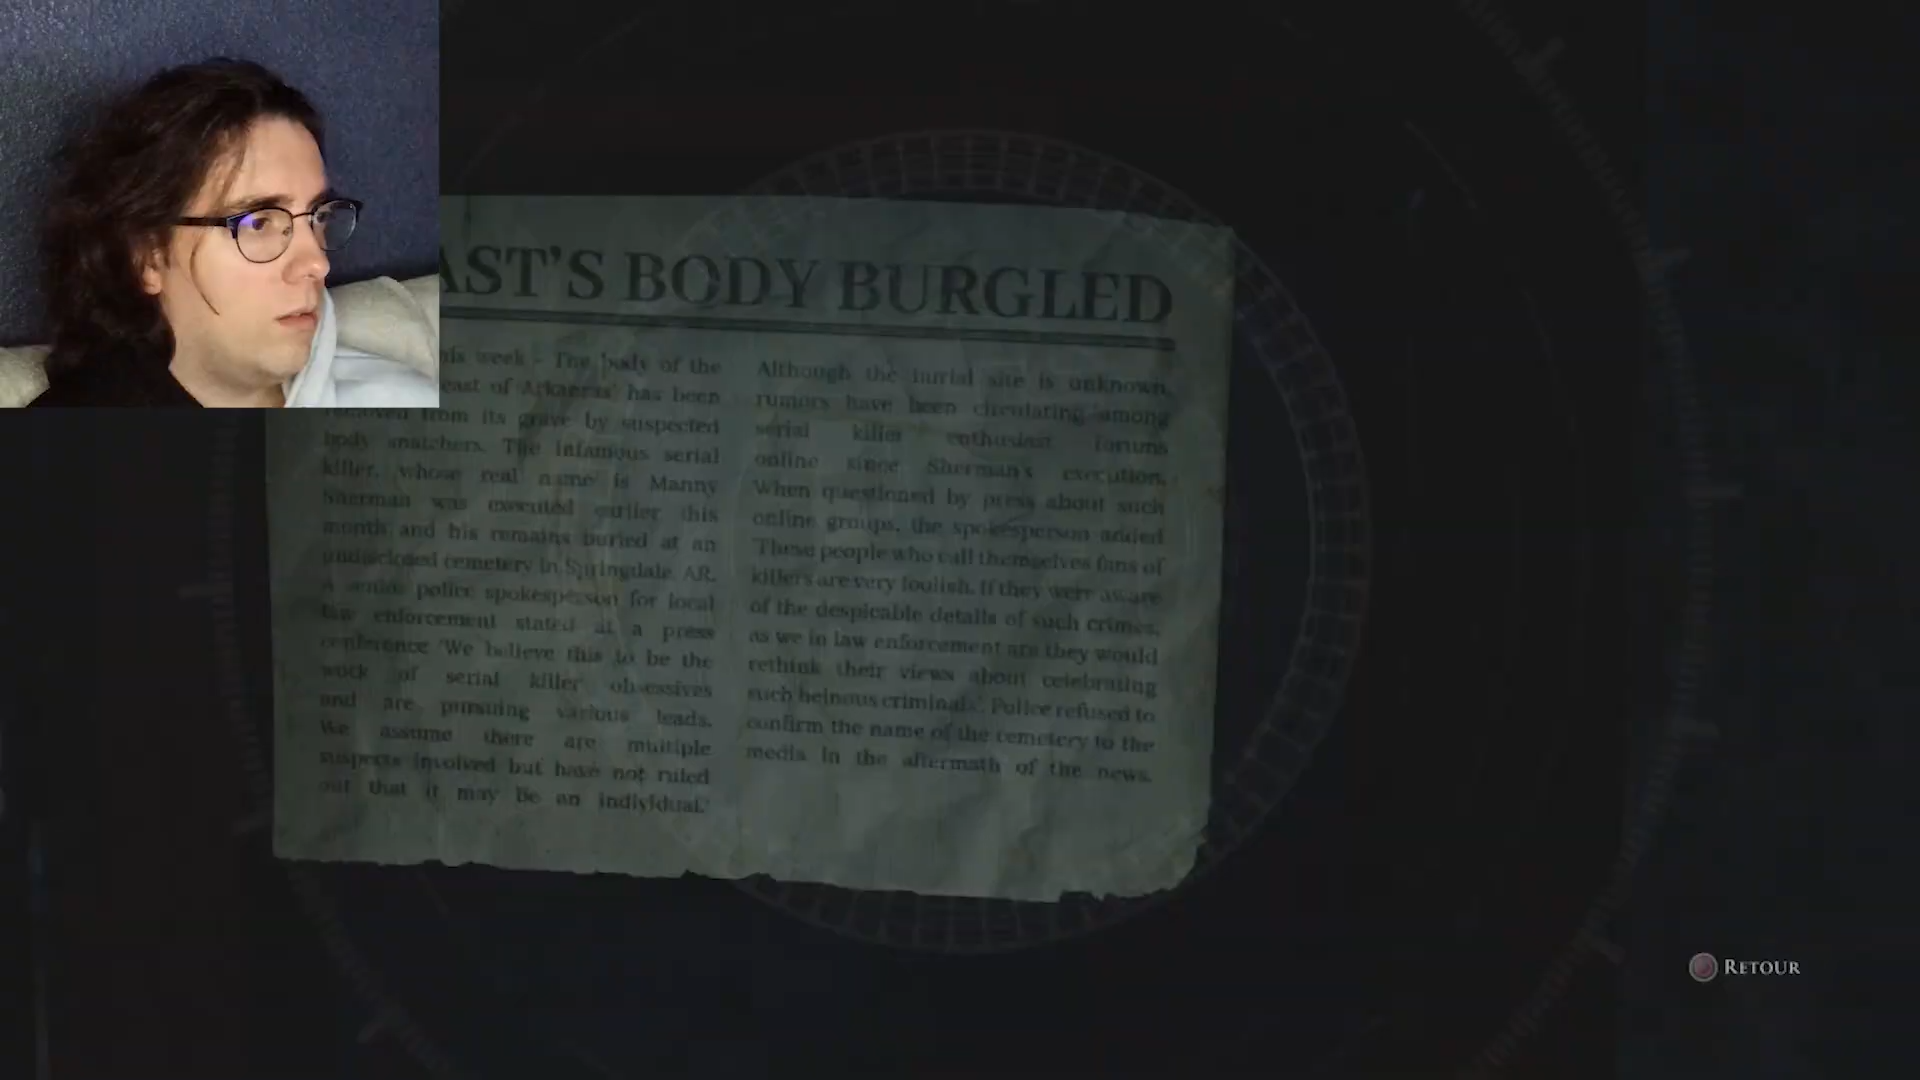 AST'S BODY BURGLED
his week - The body of the
east of Arkansas' has been
removed from its grave by suspected
body snatchers. The infamous serial
killer, whose real name is Manny
Sherman was executed earlier this
month and his remains buried at an
undisclosed cemetery in Springdale, AR.
A senior police spokesperson for local
law enforcement stated at a press
conference 'We believe this to be the
work of serial killer obsessives
and are pursuing various leads.
We assume there are multiple
suspects involved but have not ruled
out that it may be an individual.'
Although the burial site is unknown,
rumors have been circulating among
serial killer enthusiast forums
online since Sherman's execution.
When questioned by press about such
online groups, the spokesperson added
'These people who call themselves fans of
killers are very foolish. If they were aware
of the despicable details of such crimes,
as we in law enforcement are they would
rethink their views about celebrating
such heinous criminals'. Police refused to
confirm the name of the cemetery to the
media in the aftermath of the news.
RETOUR